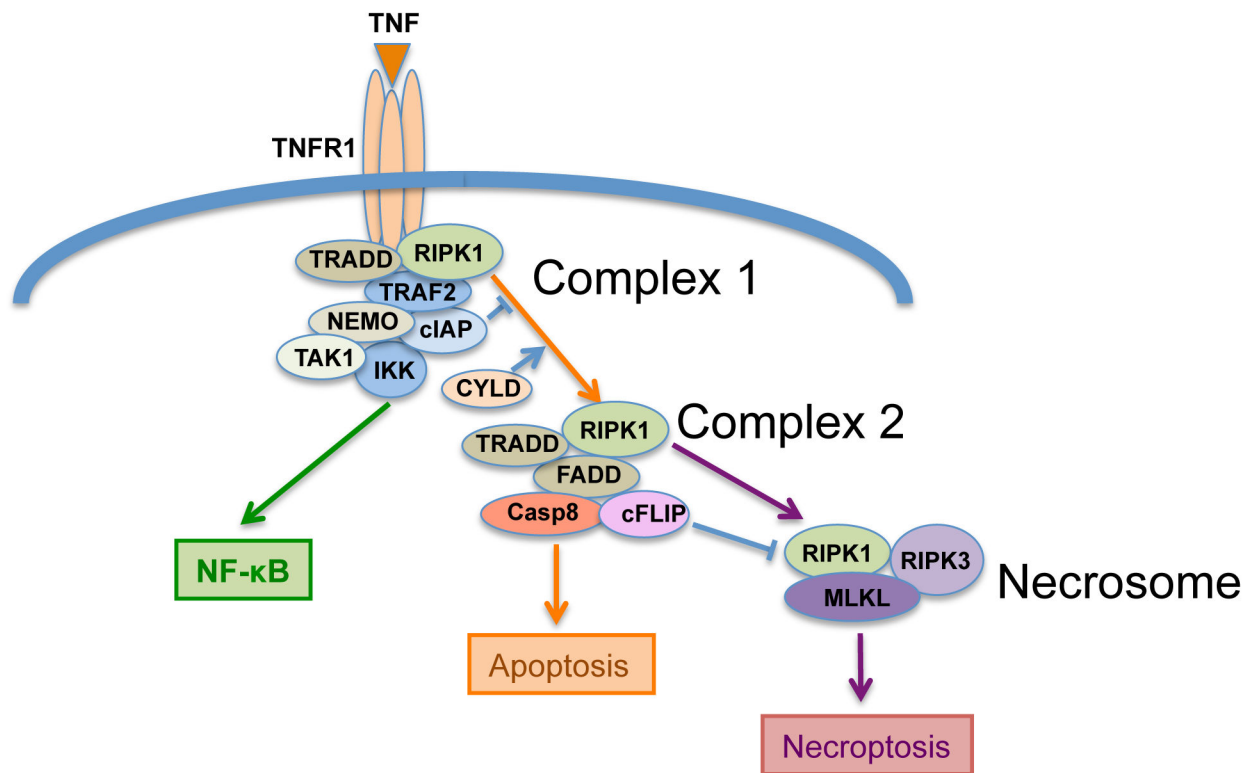 TNF
TNFR1
TRADD
RIPK1
Complex 1
TRAF2
NEMO
cIAP
TAK1
IKK
CYLD
RIPK1
Complex 2
TRADD
FADD
Casp8
cFLIP
NF-κB
RIPK1
RIPK3
Necrosome
MLKL
Apoptosis
Necroptosis